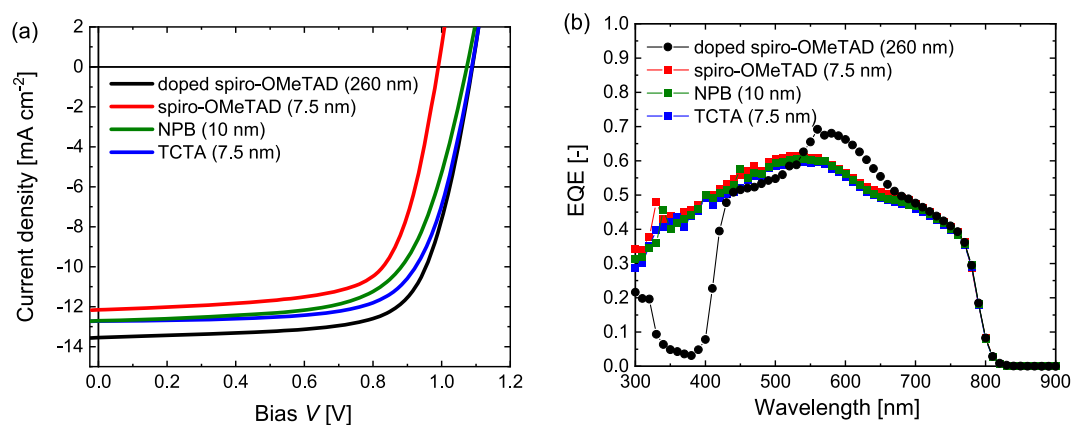 (a)
2
0
-2
-4
-6
-8
-10
-12
-14
Current density [mA cm⁻²]
doped spiro-OMeTAD (260 nm)
spiro-OMeTAD (7.5 nm)
NPB (10 nm)
TCTA (7.5 nm)
0.0 0.2 0.4 0.6 0.8 1.0 1.2
Bias V [V]
(b)
1.0
0.9
0.8
0.7
0.6
0.5
0.4
0.3
0.2
0.1
0.0
EQE [-]
doped spiro-OMeTAD (260 nm)
spiro-OMeTAD (7.5 nm)
NPB (10 nm)
TCTA (7.5 nm)
300 400 500 600 700 800 900
Wavelength [nm]